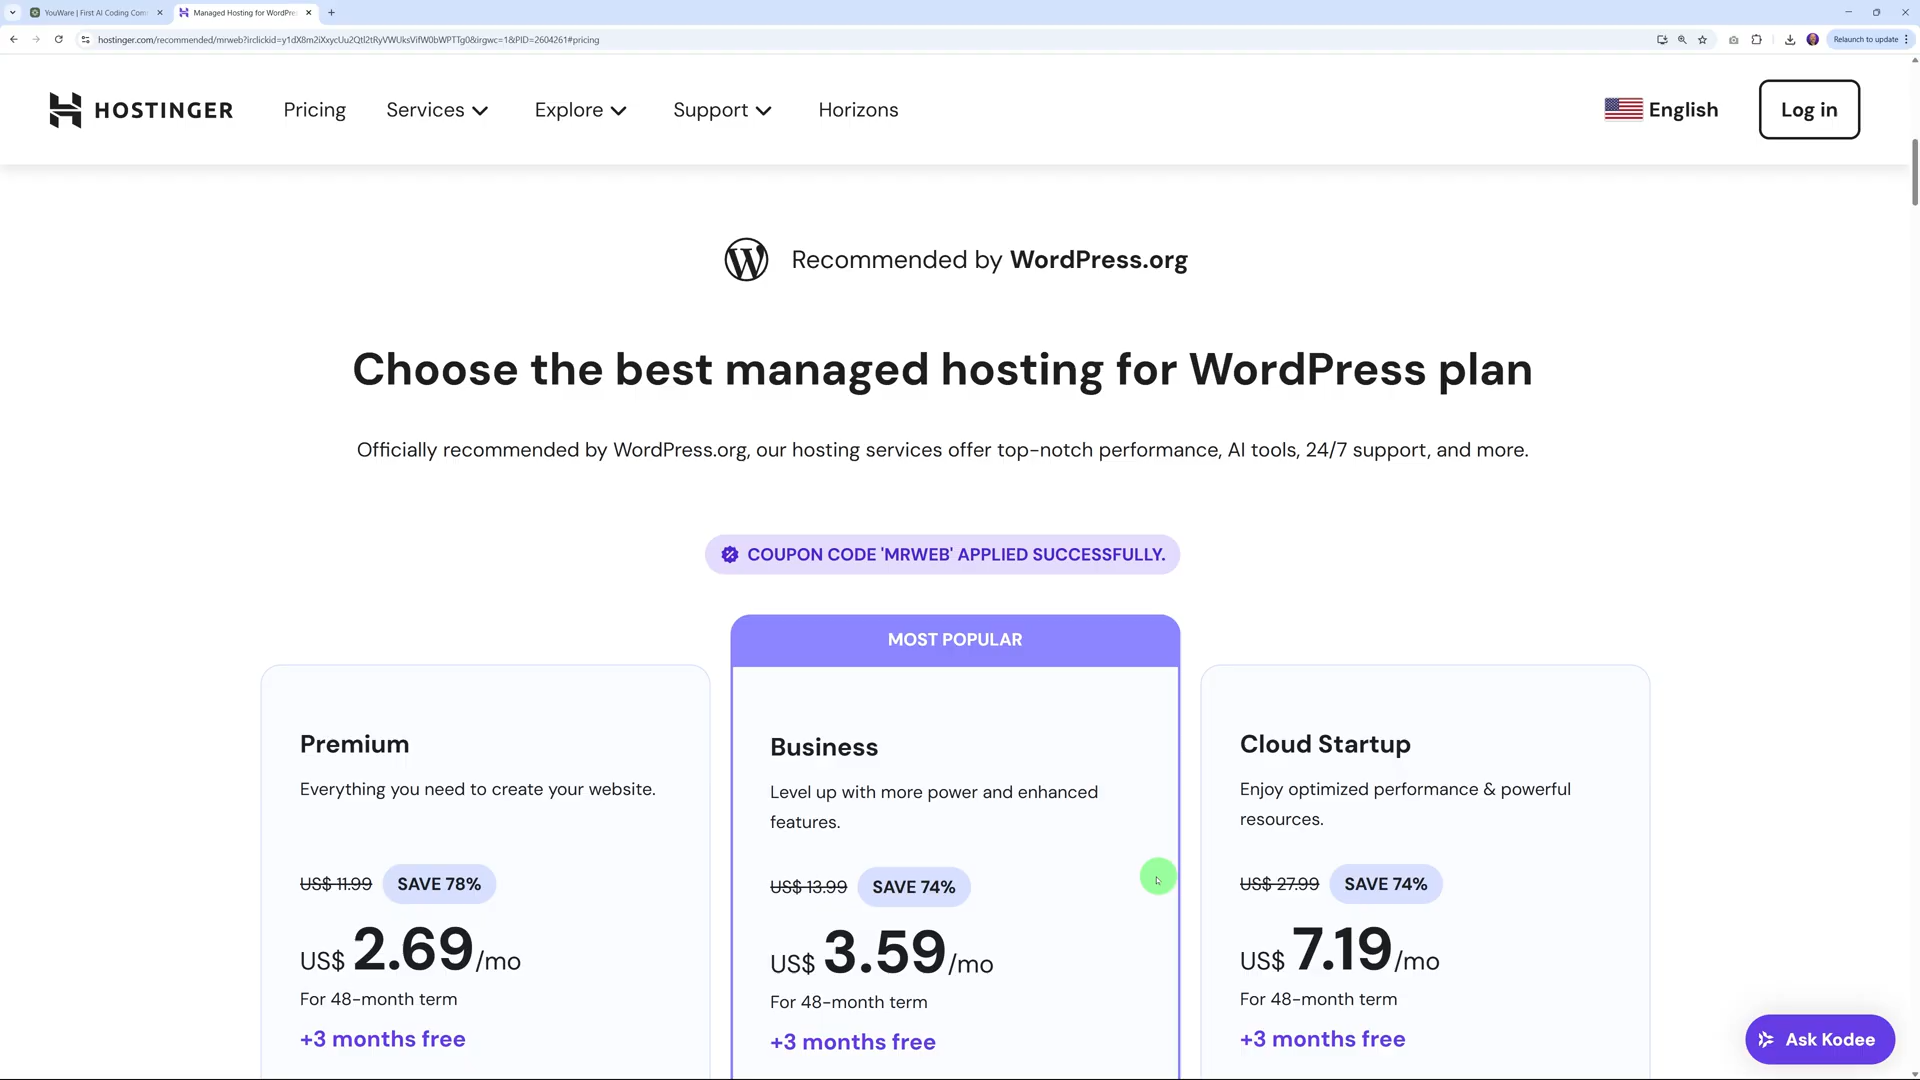 YouWare | First AI Coding Com
Managed Hosting for WordPre
hostinger.com/recommended/mrweb?irclickid=y1dX8m2iXxycUu2Qtl2tRyVWUksVifW0bWPTTg0&irgwc=1&PID=2604261#pricing
Relaunch to update
HOSTINGER
Pricing
Services
Explore
Support
Horizons
English
Log in
Recommended by WordPress.org
Choose the best managed hosting for WordPress plan
Officially recommended by WordPress.org, our hosting services offer top-notch performance, AI tools, 24/7 support, and more.
COUPON CODE 'MRWEB' APPLIED SUCCESSFULLY.
MOST POPULAR
Premium
Everything you need to create your website.
US$ 11.99
SAVE 78%
US$ 2.69/mo
For 48-month term
+3 months free
Business
Level up with more power and enhanced
features.
US$ 13.99
SAVE 74%
US$ 3.59/mo
For 48-month term
+3 months free
Cloud Startup
Enjoy optimized performance & powerful
resources.
US$ 27.99
SAVE 74%
US$ 7.19/mo
For 48-month term
+3 months free
Ask Kodee